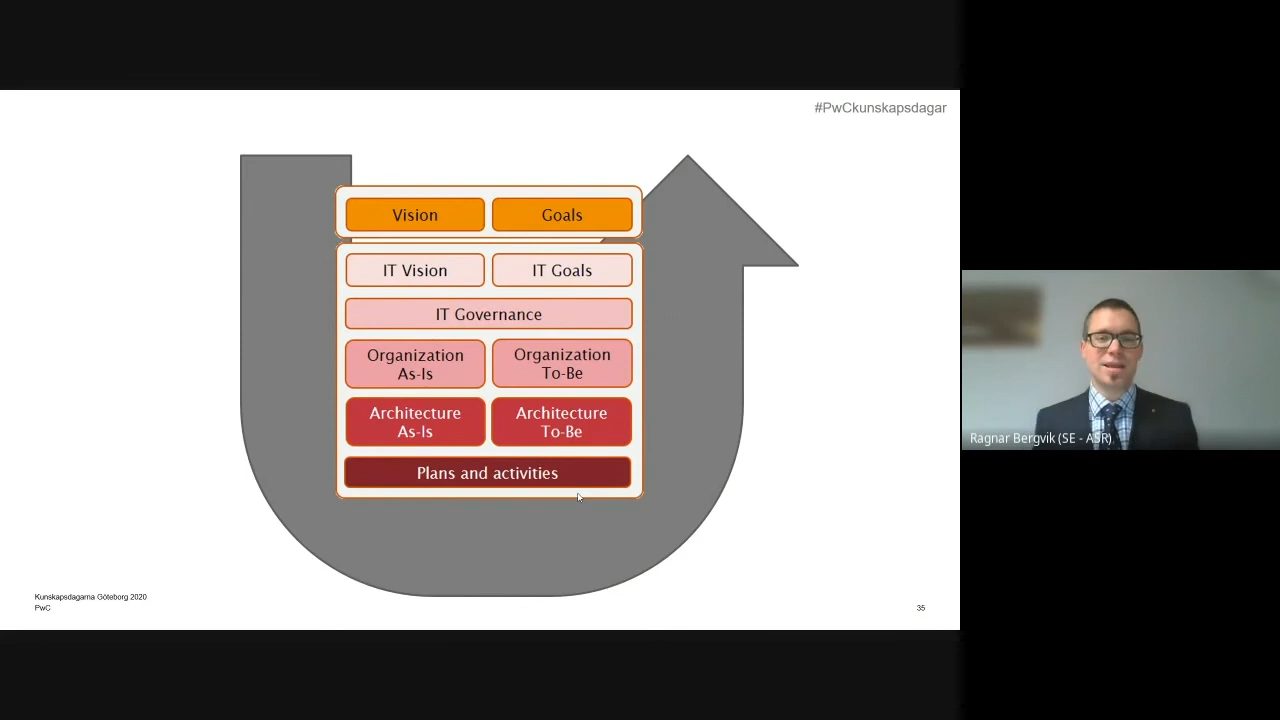 #PwCkunskapsdagar
Vision
Goals
IT Vision
IT Goals
IT Governance
Organization
As-Is
Organization
To-Be
Architecture
As-Is
Architecture
To-Be
Plans and activities
Kunskapsdagarna Göteborg 2020
PwC
35
Ragnar Bergvik (SE - ASR)